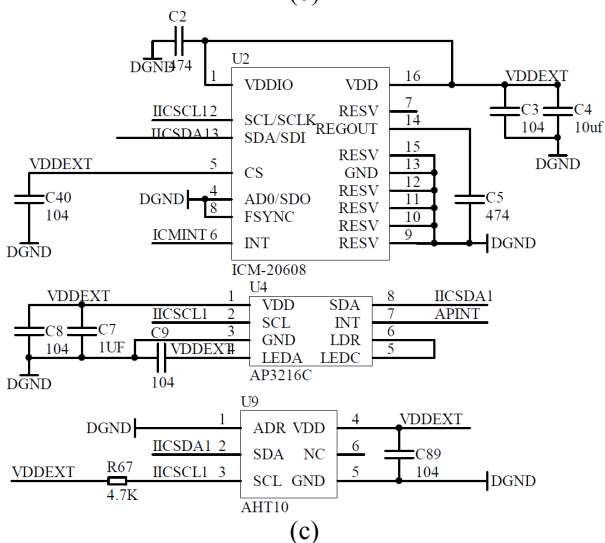 C2
DGND 474
U2
1 VDDIO VDD 16 VDDEXT
RESV 7
IICSCL1 2 SCL/SCLK REGOUT 14 C3 C4
IICSDA1 3 SDA/SDI 104 10uf
VDDEXT 5 CS RESV 15
GND 13 DGND
C40 DGND 4 AD0/SDO RESV 12 C5
104 8 FSYNC RESV 11 474
RESV 10
DGND ICMINT 6 INT RESV 9 DGND
ICM-20608
U4
VDDEXT 1 VDD SDA 8 IICSDA1
IICSCL1 2 SCL INT 7 APINT
C8 C7 C9 3 GND LDR 6
104 1UF VDDEXT 4 LEDA LEDC 5
DGND 104 AP3216C
U9
DGND 1 ADR VDD 4 VDDEXT
IICSDA1 2 SDA NC 6 C89
VDDEXT R67 IICSCL1 3 SCL GND 5 104 DGND
4.7K AHT10
(c)